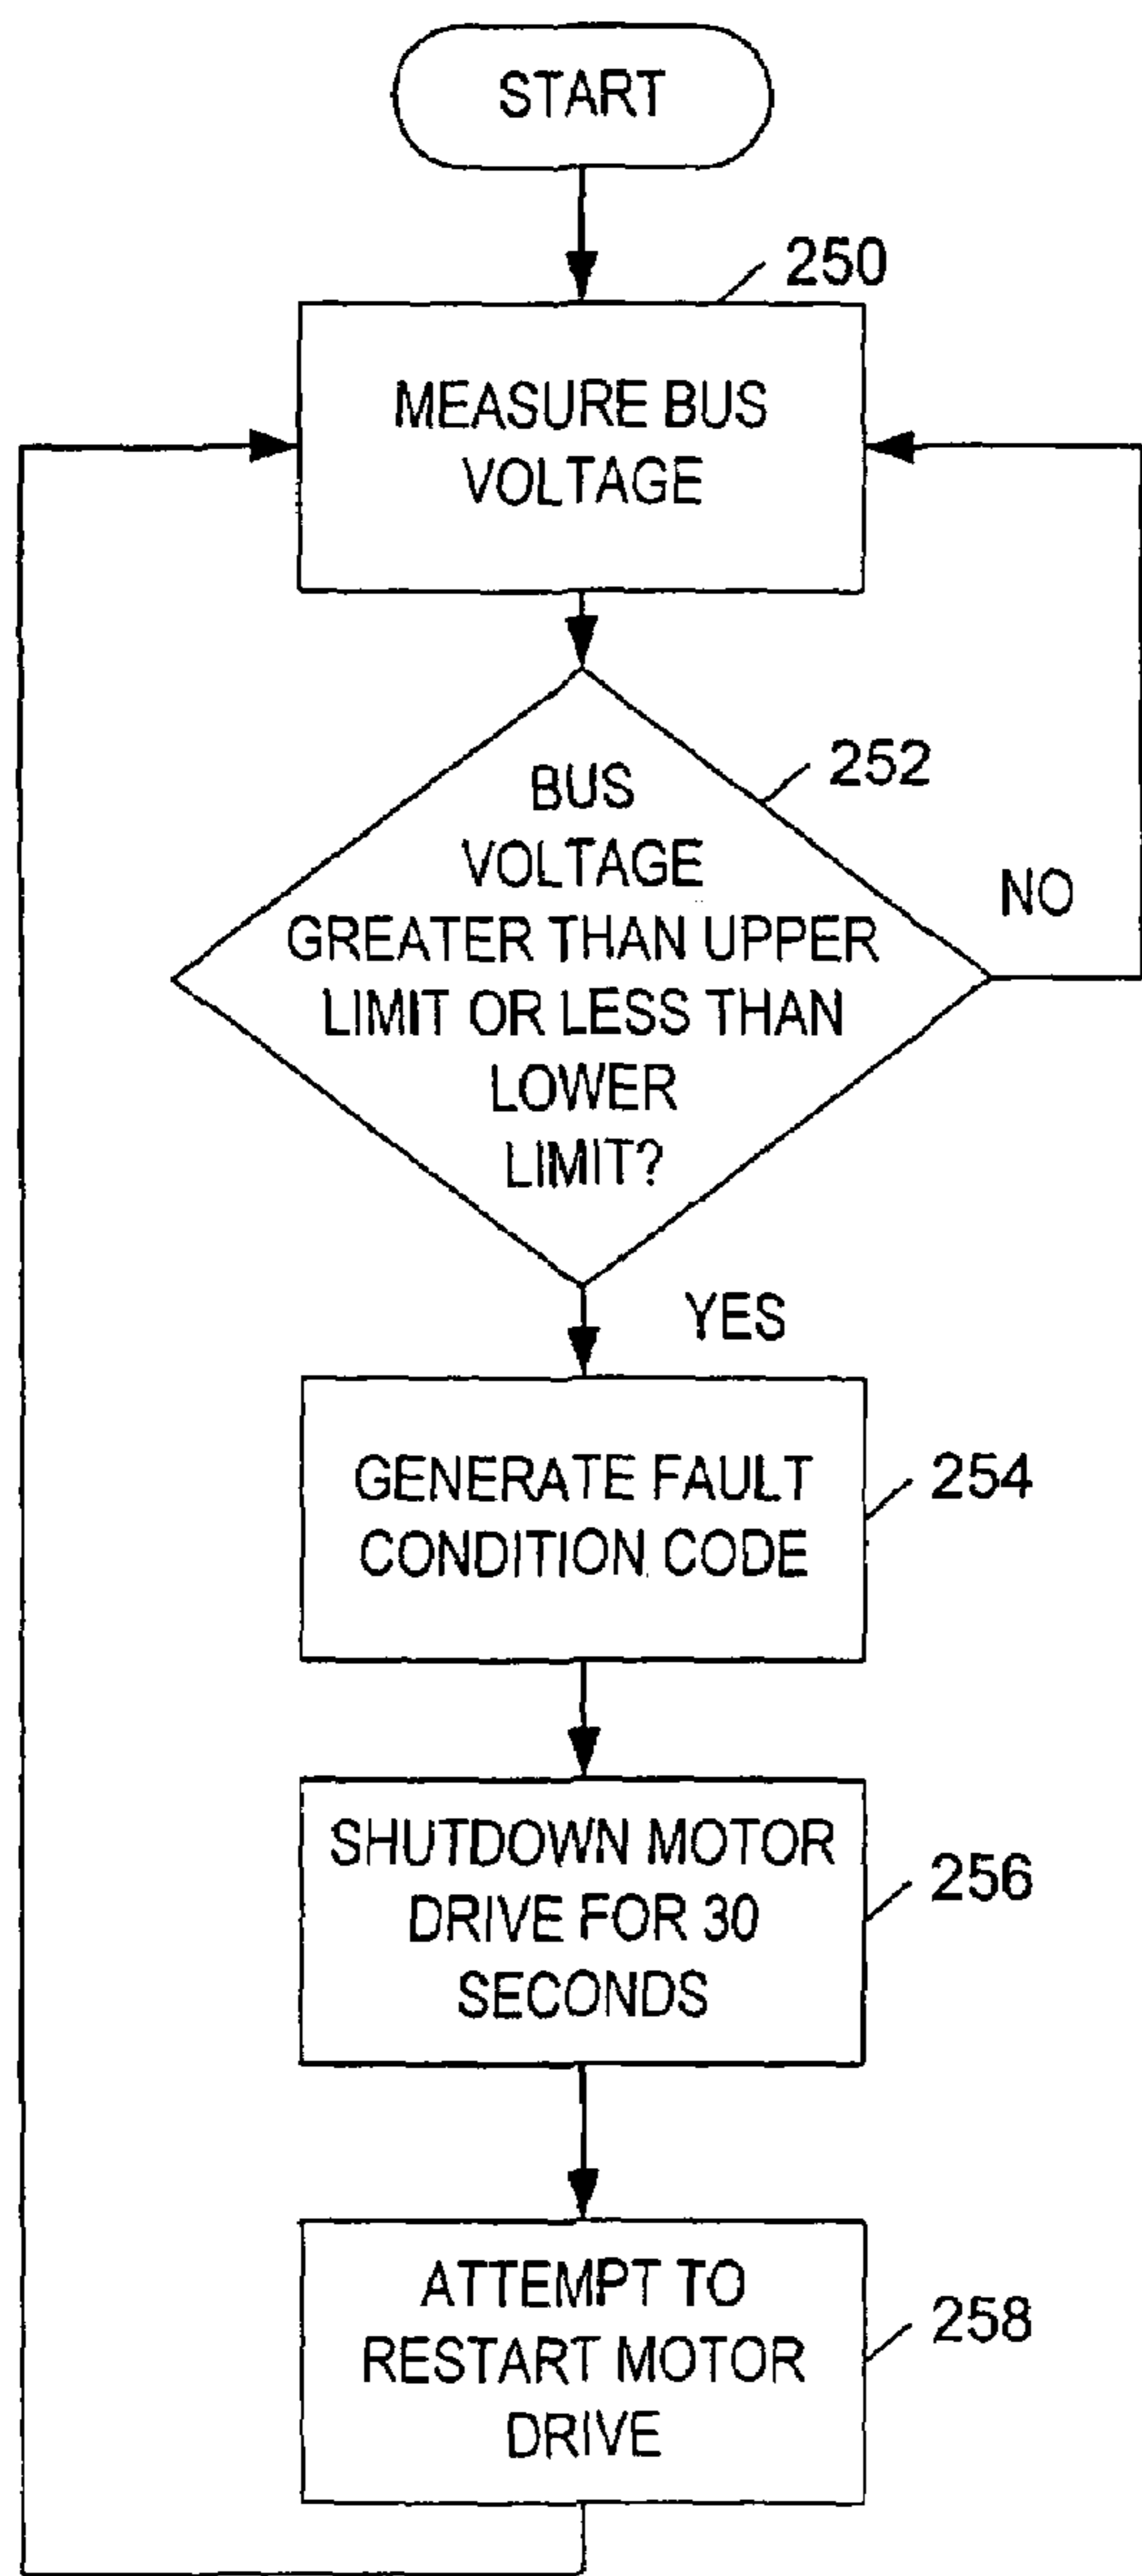 START
250
MEASURE BUS
VOLTAGE
252
BUS
VOLTAGE
GREATER THAN UPPER
LIMIT OR LESS THAN
LOWER
LIMIT?
NO
YES
GENERATE FAULT
CONDITION CODE
254
SHUTDOWN MOTOR
DRIVE FOR 30
SECONDS
256
ATTEMPT TO
RESTART MOTOR
DRIVE
258